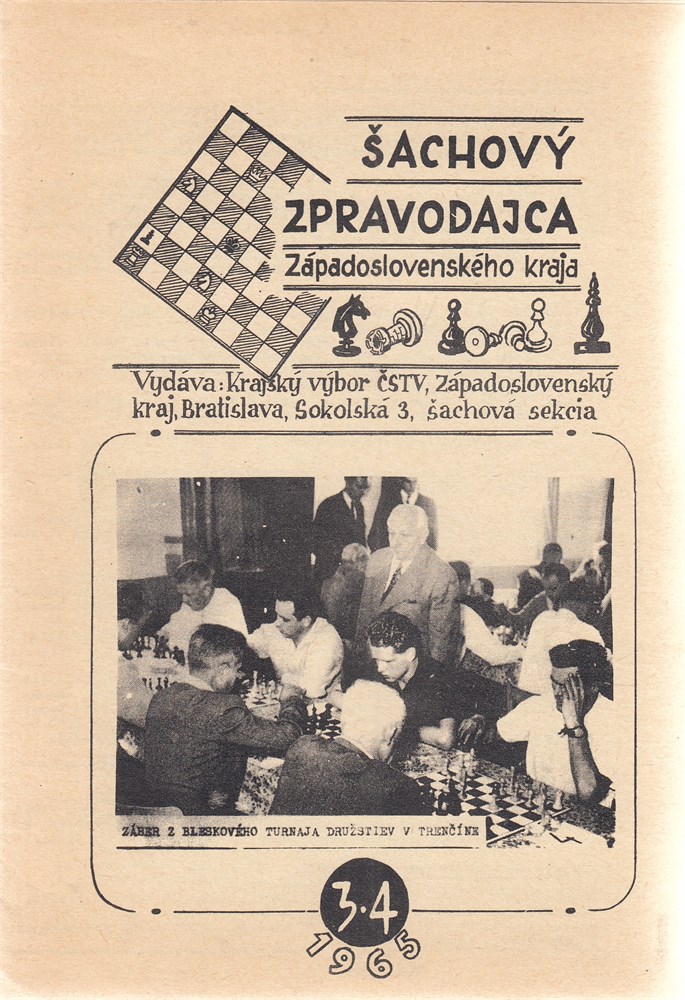 ŠACHOVÝ
ZPRAVODAJCA
Západoslovenského kraja
Vydáva: Krajský výbor ČSTV, Západoslovenský
kraj, Bratislava, Sokolská 3, šachová sekcia
ZÁBER Z BLESKOVÉHO TURNAJA DRUŽSTIEV V TRENČÍNE
3·4
1965